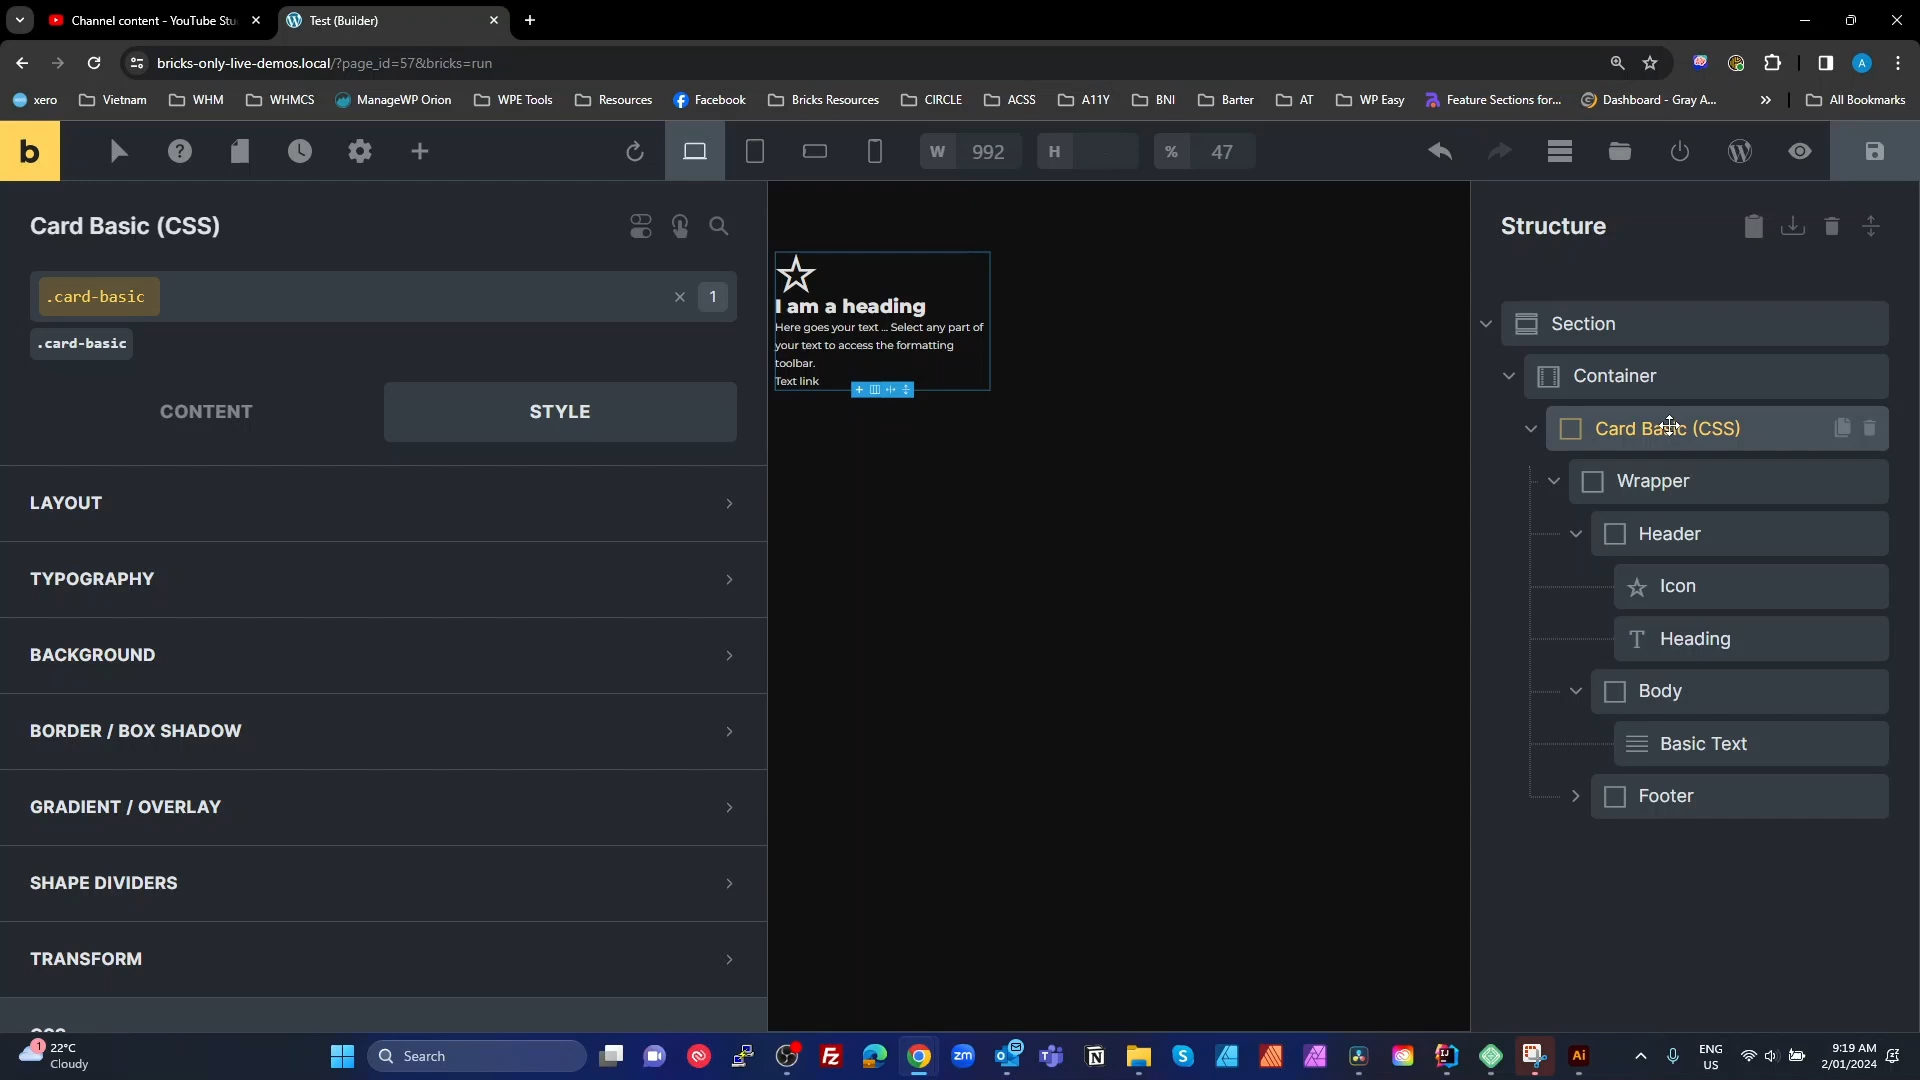 Channel content - YouTube Stu
Test (Builder)
bricks-only-live-demos.local/?page_id=57&bricks=run
xero
Vietnam
WHM
WHMCS
ManageWP Orion
WPE Tools
Resources
Facebook
Bricks Resources
CIRCLE
ACSS
A11Y
BNI
Barter
AT
WP Easy
Feature Sections for...
Dashboard - Gray A...
All Bookmarks
b
W 992
H
% 47
Card Basic (CSS)
.card-basic
1
.card-basic
CONTENT
STYLE
LAYOUT
TYPOGRAPHY
BACKGROUND
BORDER / BOX SHADOW
GRADIENT / OVERLAY
SHAPE DIVIDERS
TRANSFORM
CSS
I am a heading
Here goes your text ... Select any part of
your text to access the formatting
toolbar.
Text link
Structure
Section
Container
Card Basic (CSS)
Wrapper
Header
Icon
Heading
Body
Basic Text
Footer
1
22°C
Cloudy
Search
zm
Ai
ENG
US
9:19 AM
2/01/2024